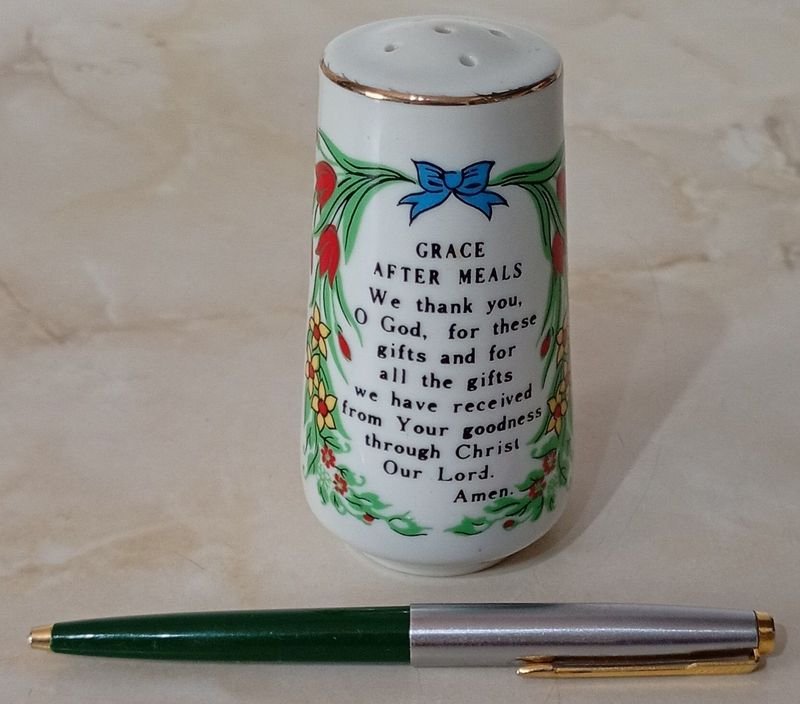 GRACE
AFTER MEALS
We thank you,
O God, for these
gifts and for
all the gifts
we have received
from Your goodness
through Christ
Our Lord.
Amen.